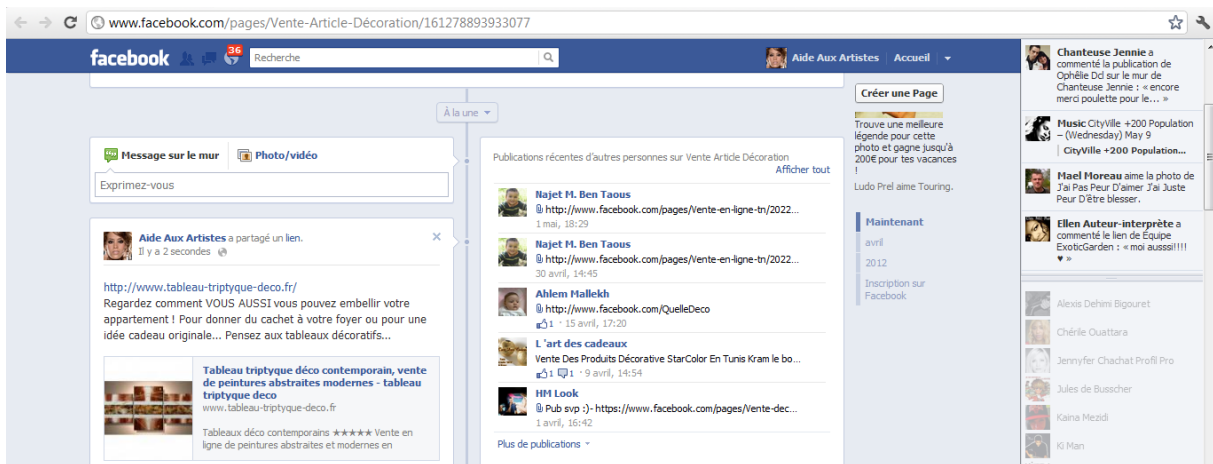 www.facebook.com/pages/Vente-Article-Décoration/161278893933077
facebook
36
Recherche
Aide Aux Artistes
Accueil
À la une
Message sur le mur
Photo/vidéo
Exprimez-vous
Aide Aux Artistes a partagé un lien.
Il y a 2 secondes
http://www.tableau-triptyque-deco.fr/
Regardez comment VOUS AUSSI vous pouvez embellir votre
appartement ! Pour donner du cachet à votre foyer ou pour une
idée cadeau originale... Pensez aux tableaux décoratifs...
Tableau triptyque déco contemporain, vente
de peintures abstraites modernes - tableau
triptyque deco
www.tableau-triptyque-deco.fr
Tableaux déco contemporains ★★★★★ Vente en
ligne de peintures abstraites et modernes en
Publications récentes d'autres personnes sur Vente Article Décoration
Afficher tout
Najet M. Ben Taous
http://www.facebook.com/pages/Vente-en-ligne-tn/2022...
1 mai, 18:29
Najet M. Ben Taous
http://www.facebook.com/pages/Vente-en-ligne-tn/2022...
30 avril, 14:45
Ahlem Mallekh
http://www.facebook.com/QuelleDeco
1 · 15 avril, 17:20
L 'art des cadeaux
Vente Des Produits Décorative StarColor En Tunis Kram le bo...
1 1 · 9 avril, 14:54
HM Look
Pub svp :)- https://www.facebook.com/pages/Vente-dec...
1 avril, 16:42
Plus de publications
Créer une Page
Trouve une meilleure
légende pour cette
photo et gagne jusqu'à
200€ pour tes vacances
!
Ludo Prel aime Touring.
Maintenant
avril
2012
Inscription sur
Facebook
Chanteuse Jennie a
commenté la publication de
Ophélie Dcl sur le mur de
Chanteuse Jennie : « encore
merci poulette pour le... »
Music CityVille +200 Population
– (Wednesday) May 9
CityVille +200 Population...
Mael Moreau aime la photo de
J'ai Pas Peur D'aimer J'ai Juste
Peur D'être blesser.
Ellen Auteur-interprète a
commenté le lien de Équipe
ExoticGarden : « moi ausssi!!!!
♥ »
Alexis Dehimi Bigouret
Chérile Ouattara
Jennyfer Chachat Profil Pro
Jules de Busscher
Kaina Mezidi
Ki Man